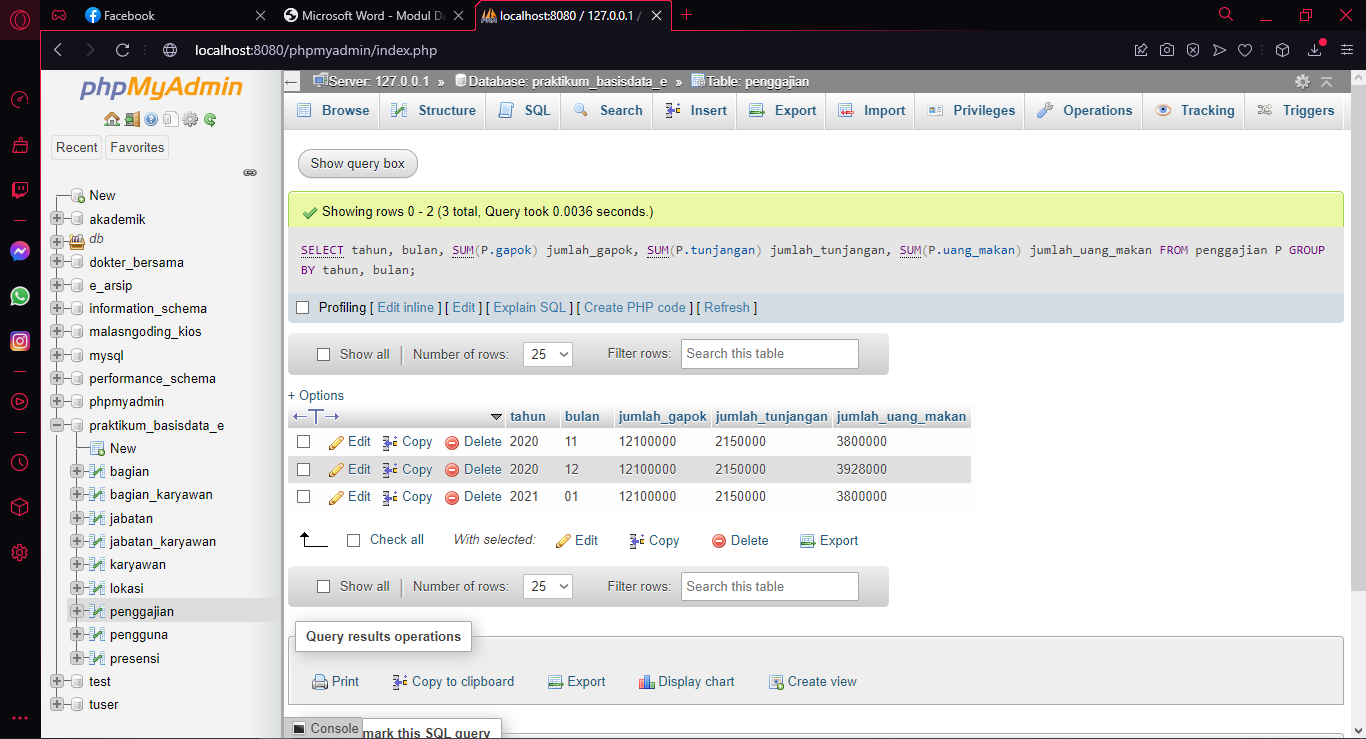 Facebook
Microsoft Word - Modul Da
localhost:8080 / 127.0.0.1 /
localhost:8080/phpmyadmin/index.php
phpMyAdmin
Recent Favorites
New
akademik
db
dokter_bersama
e_arsip
information_schema
malasngoding_kios
mysql
performance_schema
phpmyadmin
praktikum_basisdata_e
New
bagian
bagian_karyawan
jabatan
jabatan_karyawan
karyawan
lokasi
penggajian
pengguna
presensi
test
tuser
Server: 127.0.0.1 » Database: praktikum_basisdata_e » Table: penggajian
Browse Structure SQL Search Insert Export Import Privileges Operations Tracking Triggers
Show query box
Showing rows 0 - 2 (3 total, Query took 0.0036 seconds.)
SELECT tahun, bulan, SUM(P.gapok) jumlah_gapok, SUM(P.tunjangan) jumlah_tunjangan, SUM(P.uang_makan) jumlah_uang_makan FROM penggajian P GROUP
BY tahun, bulan;
Profiling [ Edit inline ] [ Edit ] [ Explain SQL ] [ Create PHP code ] [ Refresh ]
Show all | Number of rows: 25 Filter rows: Search this table
+ Options
←T→ tahun bulan jumlah_gapok jumlah_tunjangan jumlah_uang_makan
Edit Copy Delete 2020 11 12100000 2150000 3800000
Edit Copy Delete 2020 12 12100000 2150000 3928000
Edit Copy Delete 2021 01 12100000 2150000 3800000
Check all With selected: Edit Copy Delete Export
Show all | Number of rows: 25 Filter rows: Search this table
Query results operations
Print Copy to clipboard Export Display chart Create view
Console
mark this SQL query